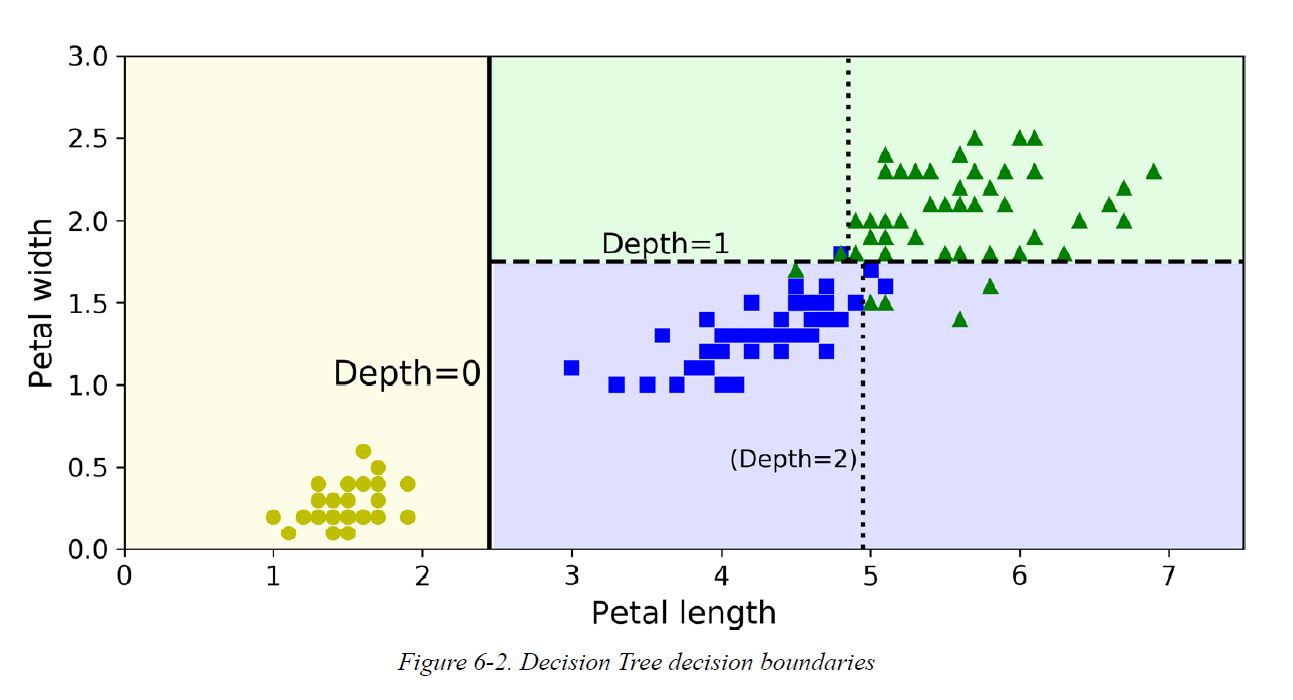 3.0
2.5
2.0
1.5
1.0
0.5
0.0
Petal width
Depth=1
Depth=0
(Depth=2)
0 1 2 3 4 5 6 7
Petal length
Figure 6-2. Decision Tree decision boundaries